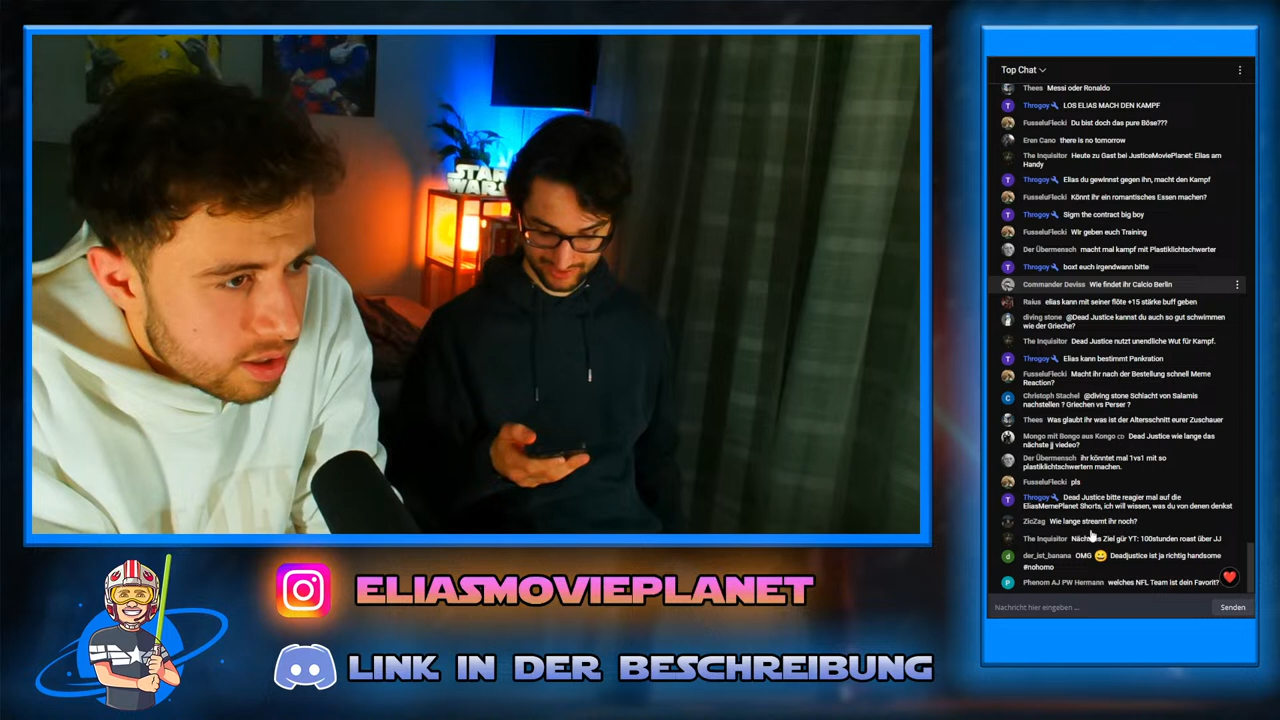 STAR
WARS
Top Chat
Thees Messi oder Ronaldo
T Throgoy LOS ELIAS MACH DEN KAMPF
FusseluFlecki Du bist doch das pure Böse???
Eren Cano there is no tomorrow
The Inquisitor Heute zu Gast bei JusticeMoviePlanet: Elias am
Handy
T Throgoy Elias du gewinnst gegen ihn, macht den Kampf
FusseluFlecki Könnt ihr ein romantisches Essen machen?
T Throgoy Sigm the contract big boy
FusseluFlecki Wir geben euch Training
Der Übermensch macht mal kampf mit Plastiklichtschwerter
T Throgoy boxt euch irgendwann bitte
Commander Deviss Wie findet ihr Calcio Berlin
Raius elias kann mit seiner flöte +15 stärke buff geben
diving stone @Dead Justice kannst du auch so gut schwimmen
wie der Grieche?
The Inquisitor Dead Justice nutzt unendliche Wut für Kampf.
T Throgoy Elias kann bestimmt Pankration
FusseluFlecki Macht ihr nach der Bestellung schnell Meme
Reaction?
C Christoph Stachel @diving stone Schlacht von Salamis
nachstellen ? Griechen vs Perser ?
Thees Was glaubt ihr was ist der Altersschnitt eurer Zuschauer
Mongo mit Bongo aus Kongo CD Dead Justice wie lange das
nächste jj viedeo?
Der Übermensch ihr könntet mal 1vs1 mit so
plastiklichtschwertern machen.
FusseluFlecki pls
T Throgoy Dead Justice bitte reagier mal auf die
EliasMemePlanet Shorts, ich will wissen, was du von denen denkst
ZicZag Wie lange streamt ihr noch?
The Inquisitor Nächstes Ziel gür YT: 100stunden roast über JJ
d der_ist_banana OMG 😀 Deadjustice ist ja richtig handsome
#nohomo
P Phenom AJ PW Hermann welches NFL Team ist dein Favorit?
Nachricht hier eingeben ... Senden
ELIASMOVIEPLANET
LINK IN DER BESCHREIBUNG